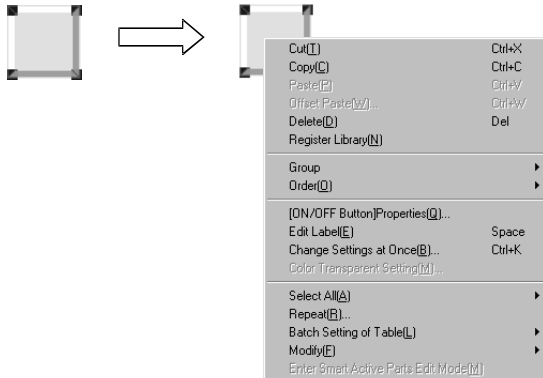 Cut(T) Ctrl+X
Copy(C) Ctrl+C
Paste(P) Ctrl+V
Offset Paste(W)... Ctrl+W
Delete(D) Del
Register Library(N)
Group
Order(O)
[ON/OFF Button]Properties(Q)...
Edit Label(E) Space
Change Settings at Once(B)... Ctrl+K
Color Transparent Setting(M)...
Select All(A)
Repeat(R)...
Batch Setting of Table(L)
Modify(F)
Enter Smart Active Parts Edit Mode(M)